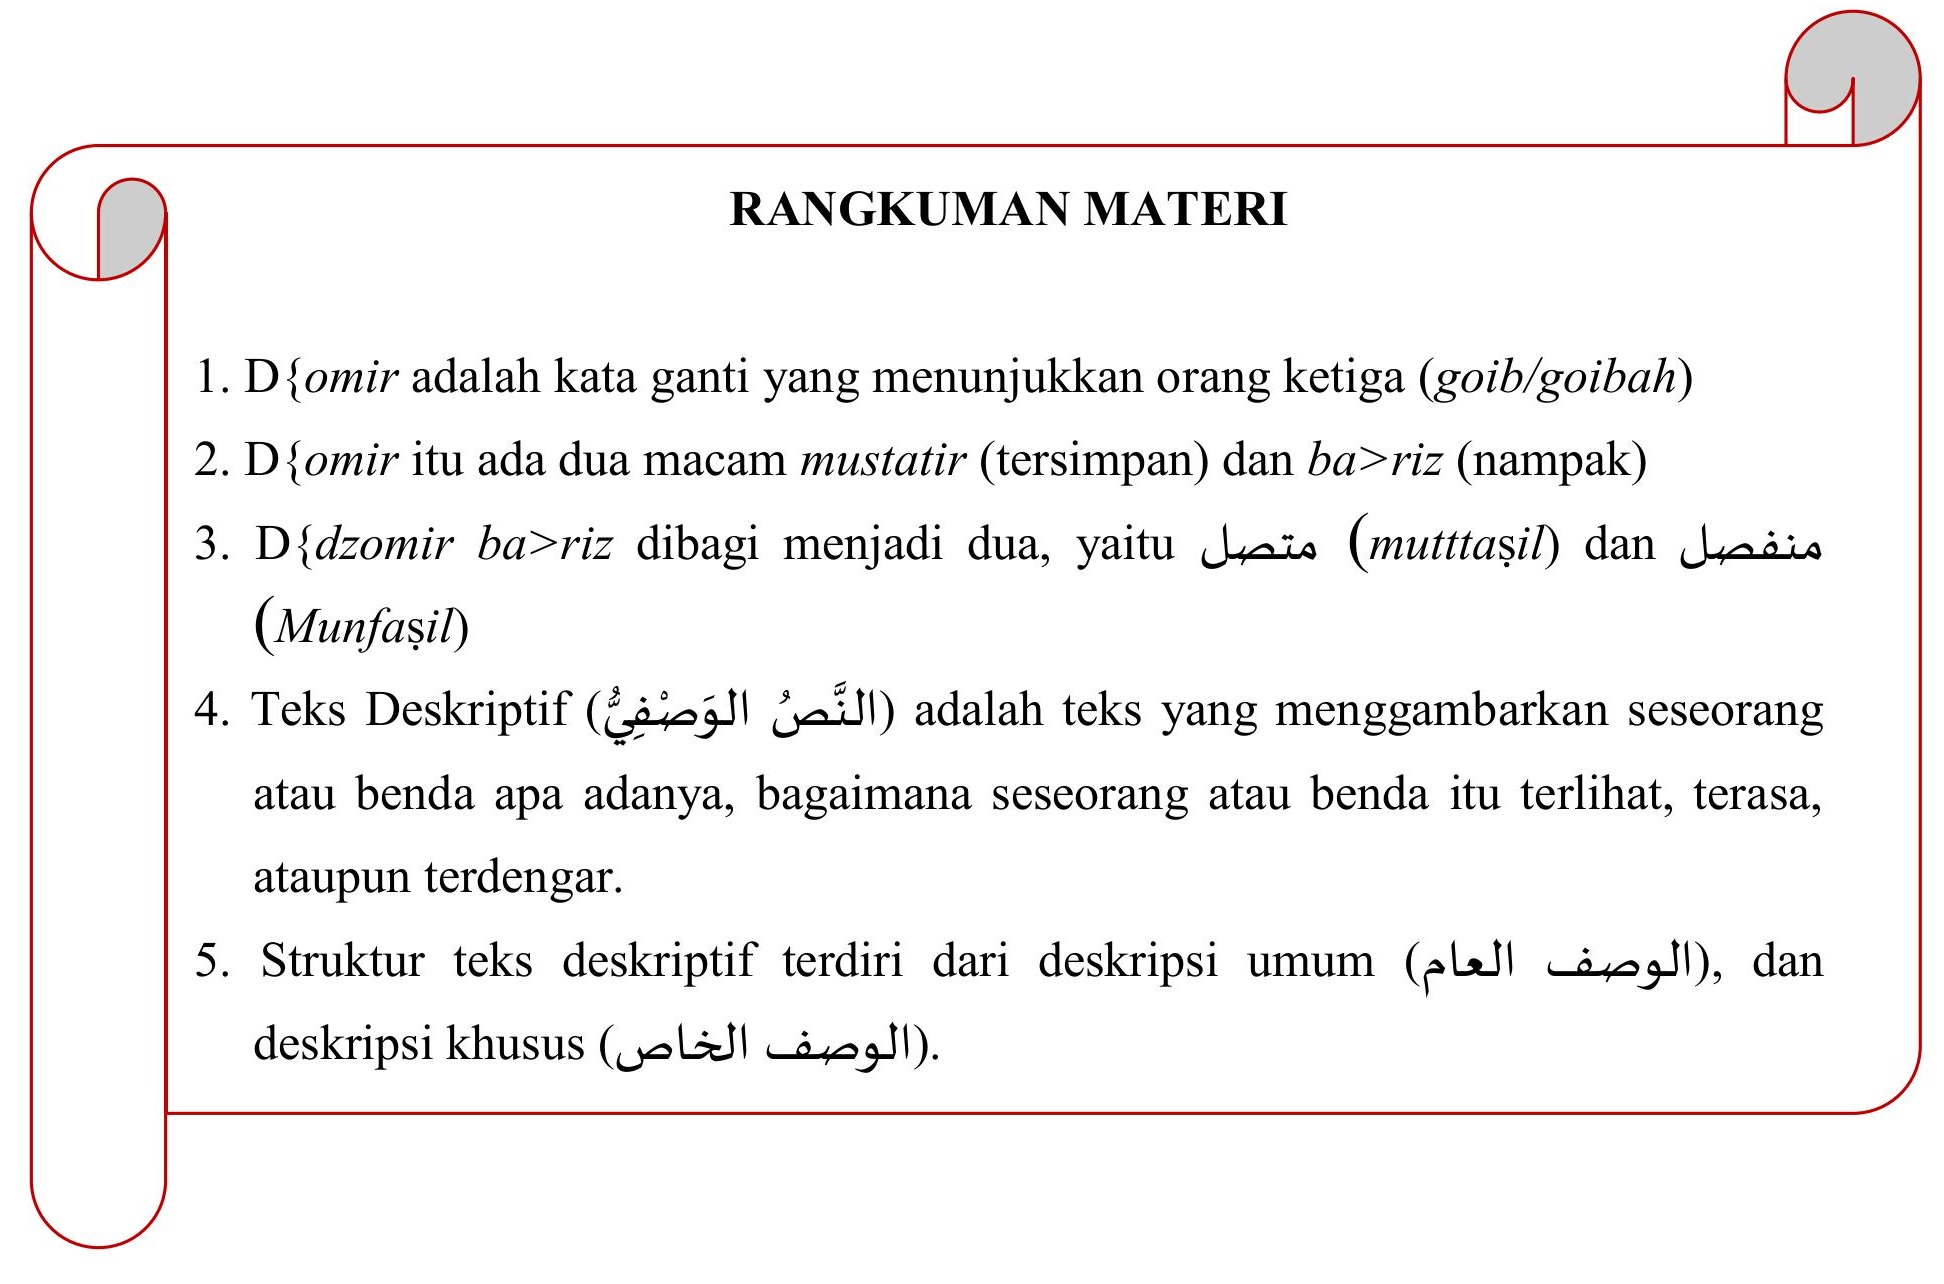 RANGKUMAN MATERI
1. D{omir adalah kata ganti yang menunjukkan orang ketiga (goib/goibah)
2. D{omir itu ada dua macam mustatir (tersimpan) dan ba>riz (nampak)
3. D{dzomir ba>riz dibagi menjadi dua, yaitu متصل (mutttaṣil) dan منفصل
(Munfaṣil)
4. Teks Deskriptif (النَّصُ الوَصْفِيُّ) adalah teks yang menggambarkan seseorang
atau benda apa adanya, bagaimana seseorang atau benda itu terlihat, terasa,
ataupun terdengar.
5. Struktur teks deskriptif terdiri dari deskripsi umum (الوصف العام), dan
deskripsi khusus (الوصف الخاص).